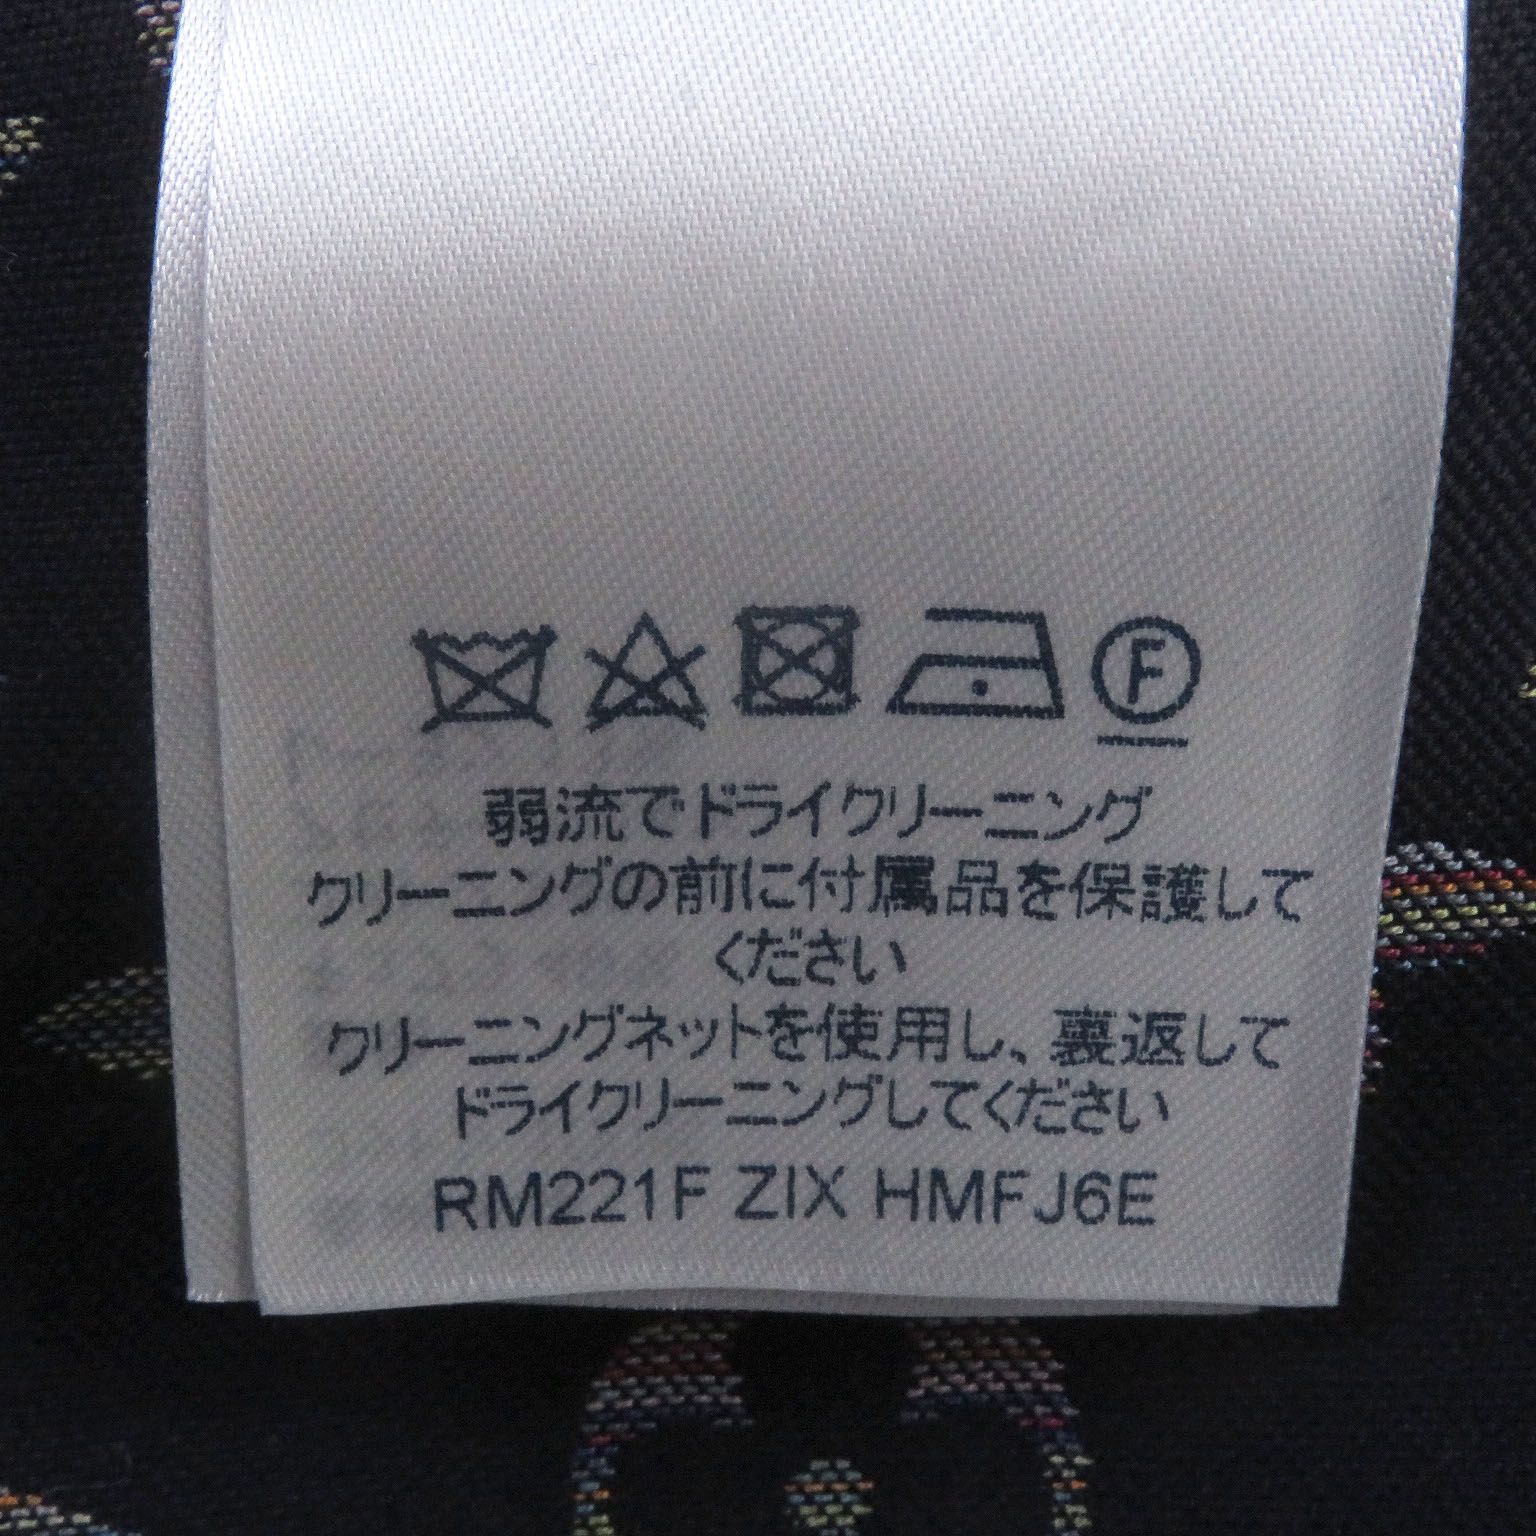 F
弱流でドライクリーニング
クリーニングの前に付属品を保護して
ください
クリーニングネットを使用し、裏返して
ドライクリーニングしてください
RM221F ZIX HMFJ6E